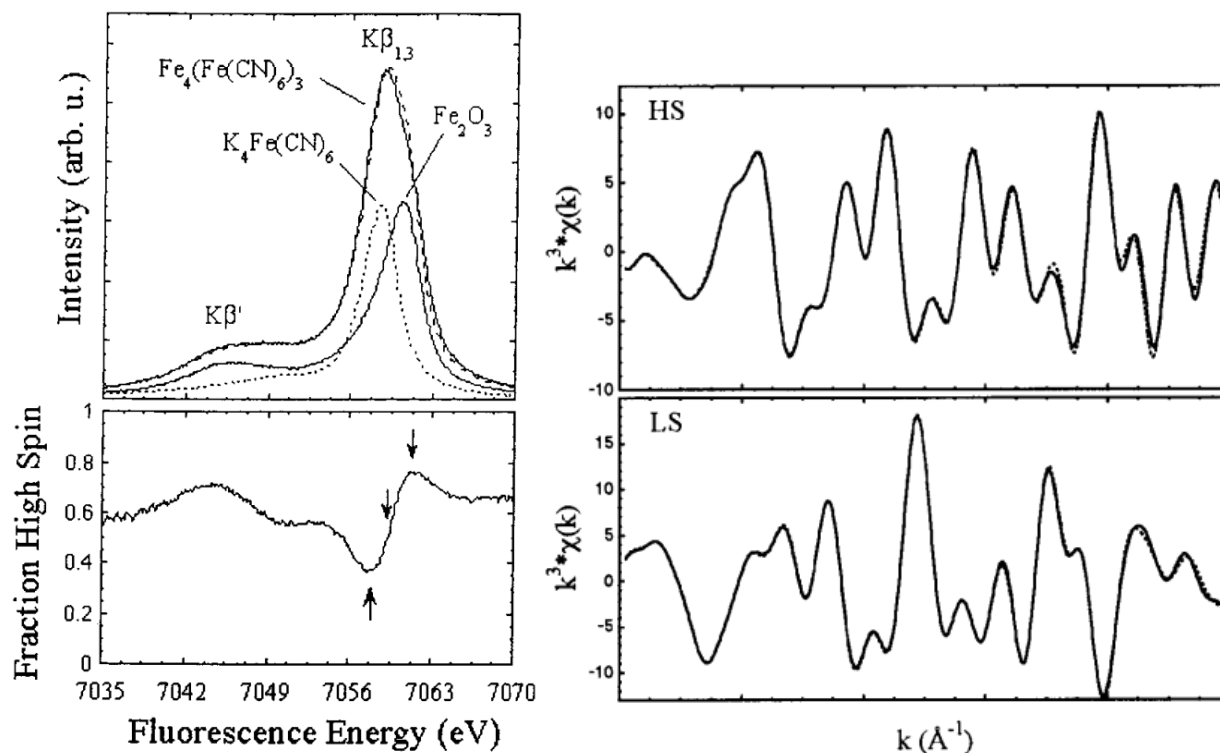 Kβ1,3
Fe4(Fe(CN)6)3
Fe2O3
K4Fe(CN)6
Kβ'
Intensity (arb. u.)
1
0.8
0.6
0.4
0.2
0
Fraction High Spin
7035 7042 7049 7056 7063 7070
Fluorescence Energy (eV)
HS
10
5
0
-5
-10
k³*χ(k)
LS
15
10
5
0
-5
-10
k³*χ(k)
k (Å⁻¹)